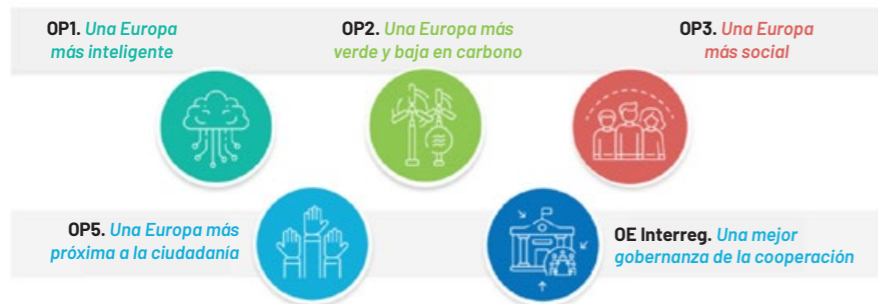 OP1. Una Europa
más inteligente
OP2. Una Europa más
verde y baja en carbono
OP3. Una Europa
más social
OP5. Una Europa más
próxima a la ciudadanía
OE Interreg. Una mejor
gobernanza de la cooperación